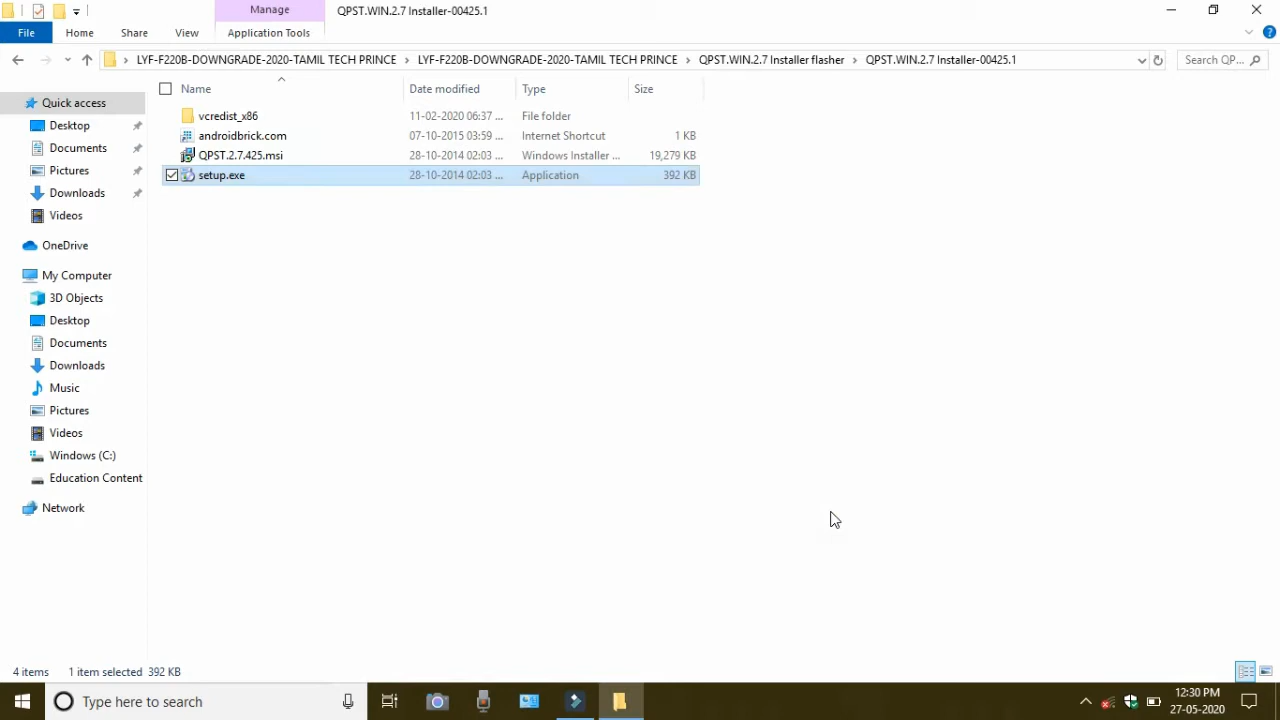 Manage QPST.WIN.2.7 Installer-00425.1
File Home Share View Application Tools
LYF-F220B-DOWNGRADE-2020-TAMIL TECH PRINCE › LYF-F220B-DOWNGRADE-2020-TAMIL TECH PRINCE › QPST.WIN.2.7 Installer flasher › QPST.WIN.2.7 Installer-00425.1 Search QP...
Name Date modified Type Size
Quick access
Desktop
Documents
Pictures
Downloads
Videos
OneDrive
My Computer
3D Objects
Desktop
Documents
Downloads
Music
Pictures
Videos
Windows (C:)
Education Content
Network
vcredist_x86 11-02-2020 06:37 ... File folder
androidbrick.com 07-10-2015 03:59 ... Internet Shortcut 1 KB
QPST.2.7.425.msi 28-10-2014 02:03 ... Windows Installer ... 19,279 KB
setup.exe 28-10-2014 02:03 ... Application 392 KB
4 items 1 item selected 392 KB
Type here to search
12:30 PM
27-05-2020